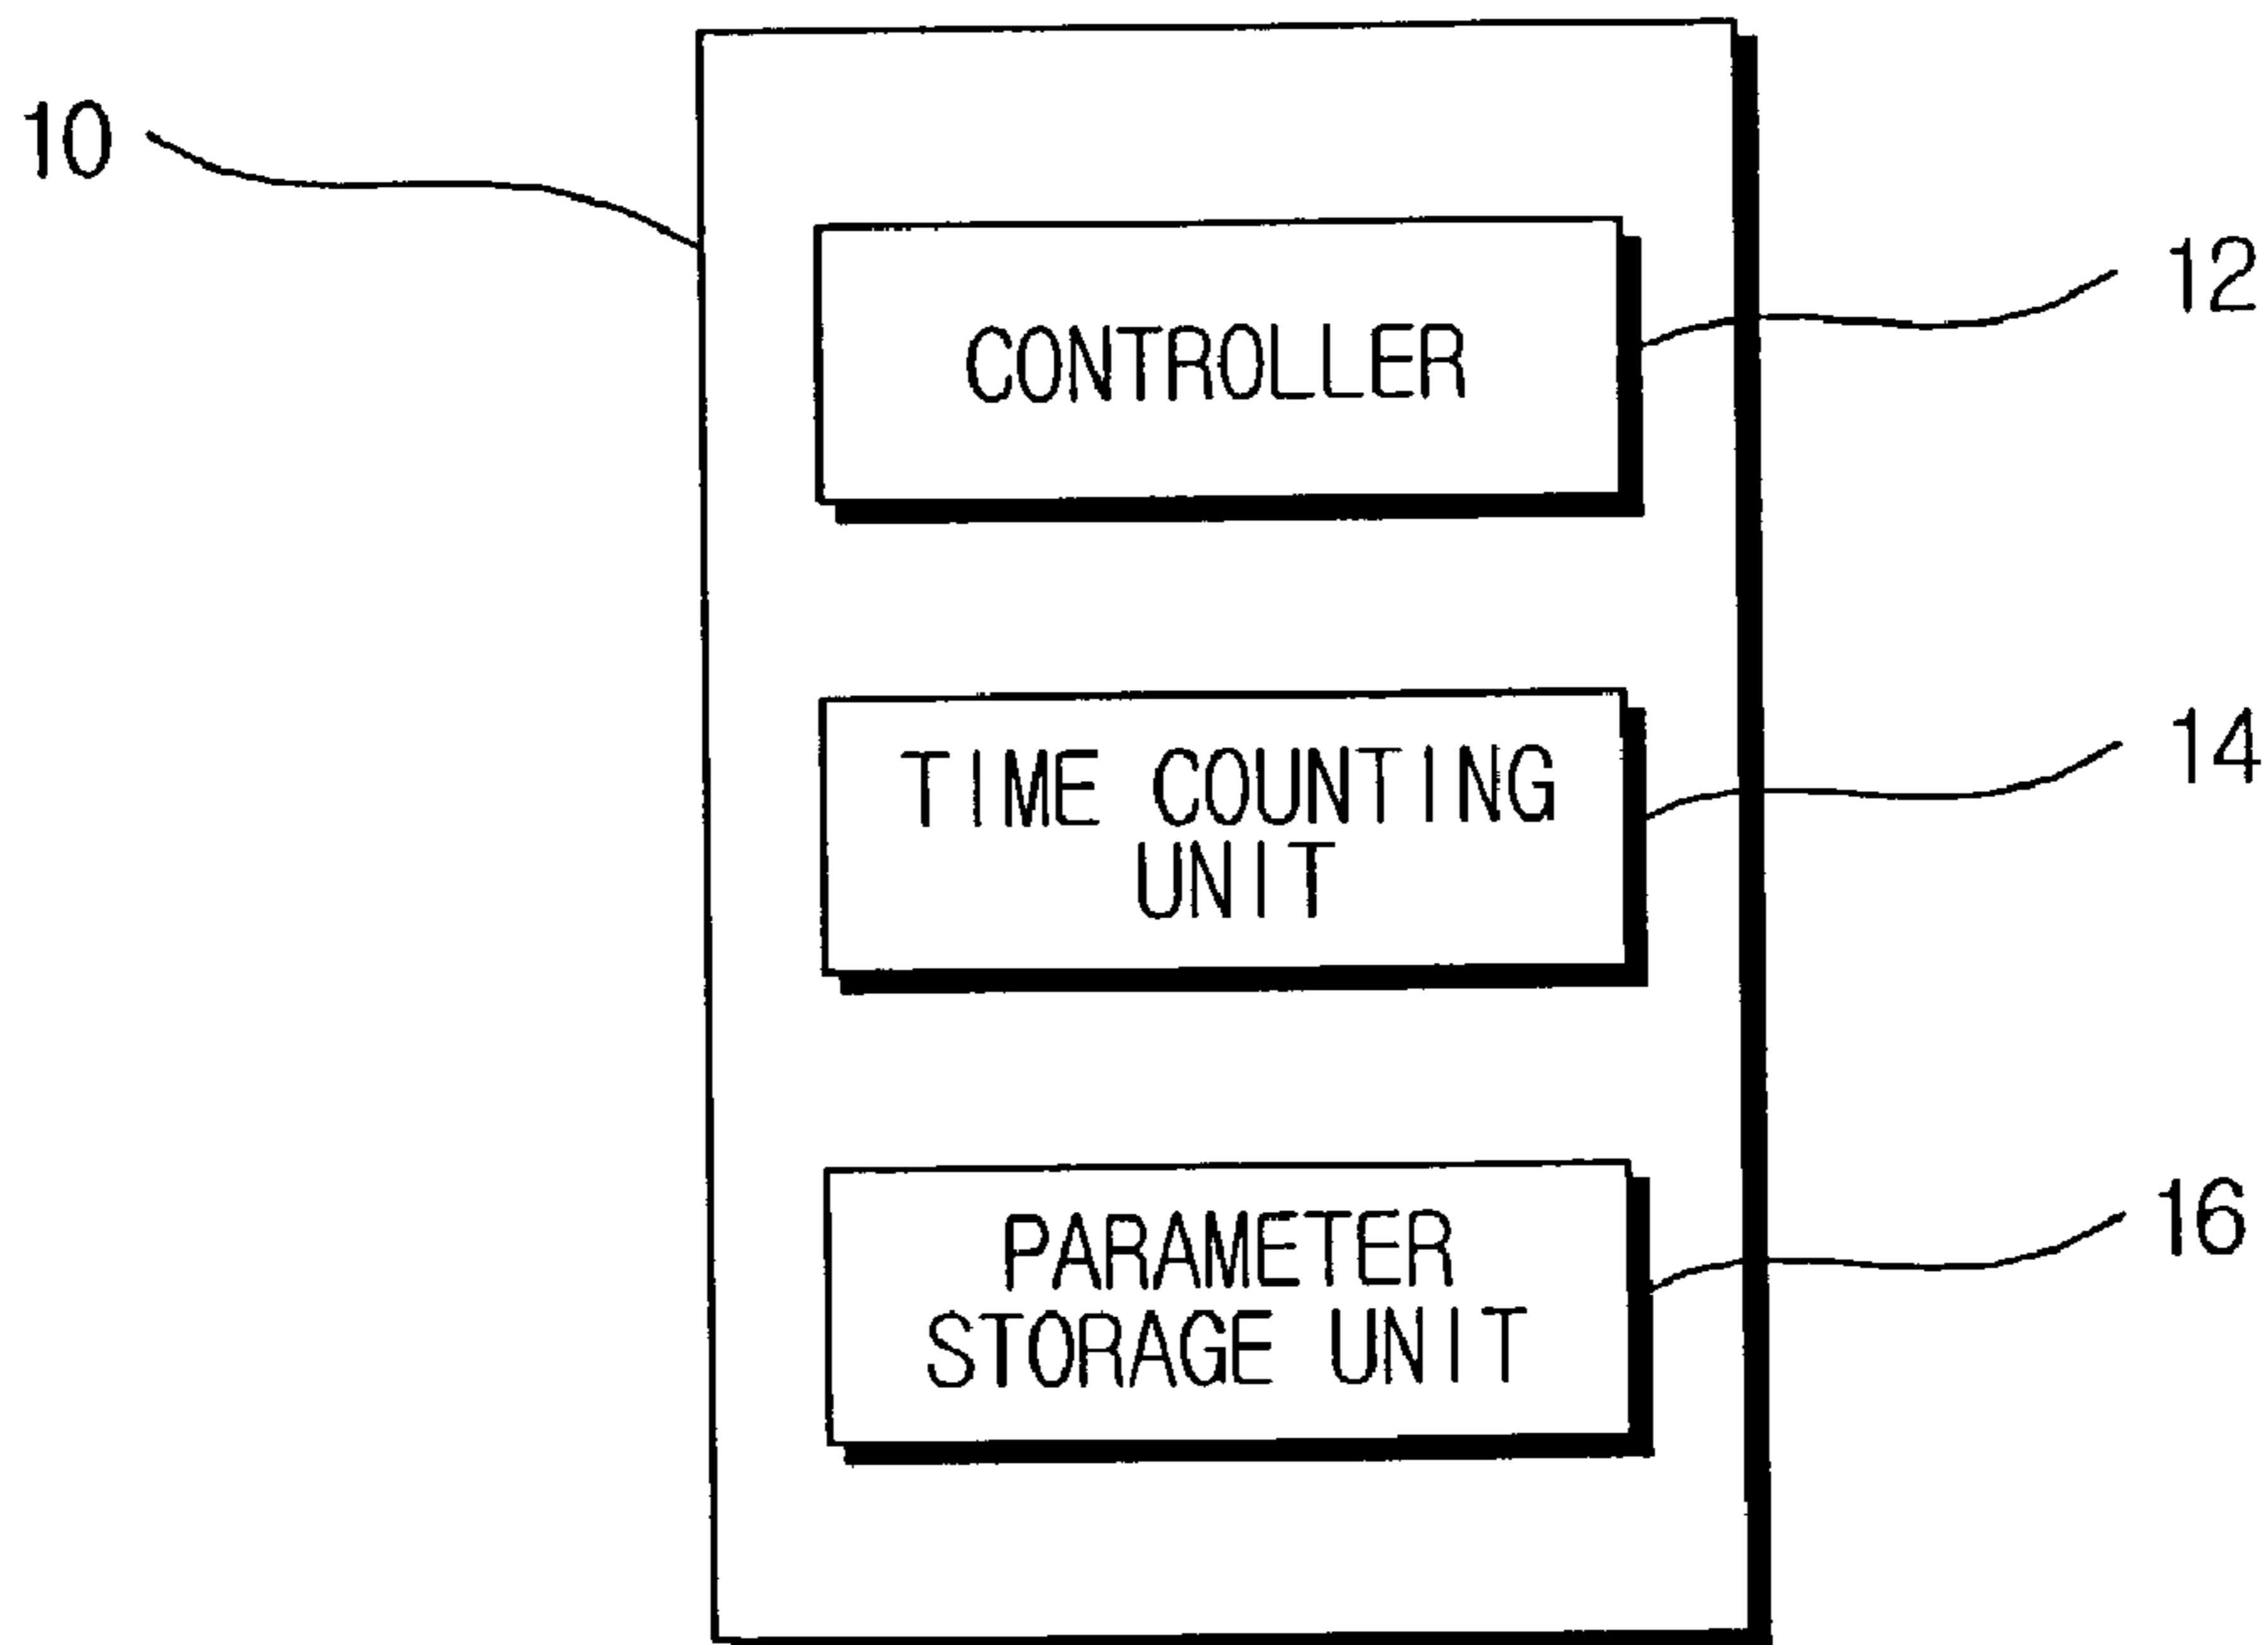 10
CONTROLLER
12
TIME COUNTING
UNIT
14
PARAMETER
STORAGE UNIT
16